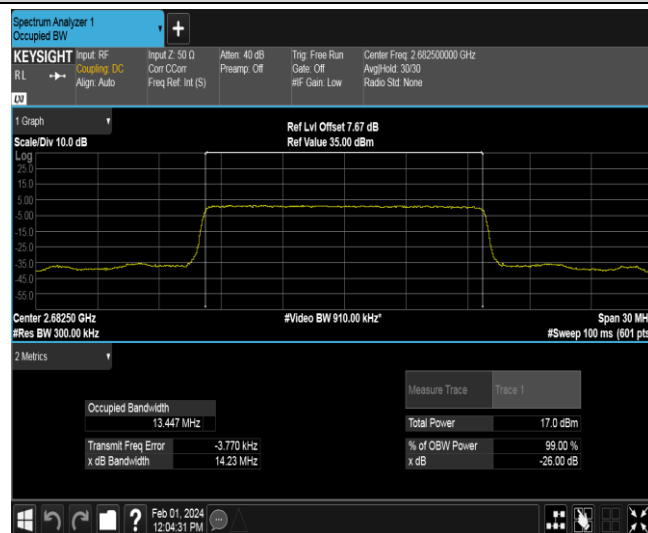 Spectrum Analyzer 1
Occupied BW
+
KEYSIGHT Input: RF Input Z: 50 Ω Atten: 40 dB Trig: Free Run Center Freq: 2.682500000 GHz
RL Coupling: DC Corr CCorr Preamp: Off Gate: Off Avg|Hold: 30/30
Align: Auto Freq Ref: Int (S) #IF Gain: Low Radio Std: None
LXI
1 Graph
Ref Lvl Offset 7.67 dB
Scale/Div 10.0 dB Ref Value 35.00 dBm
Log
25.0
15.0
5.00
-5.00
-15.0
-25.0
-35.0
-45.0
-55.0
Center 2.68250 GHz #Video BW 910.00 kHz* Span 30 MH
#Res BW 300.00 kHz #Sweep 100 ms (601 pts
2 Metrics
Measure Trace Trace 1
Occupied Bandwidth
13.447 MHz
Total Power 17.0 dBm
Transmit Freq Error -3.770 kHz % of OBW Power 99.00 %
x dB Bandwidth 14.23 MHz x dB -26.00 dB
? Feb 01, 2024
12:04:31 PM